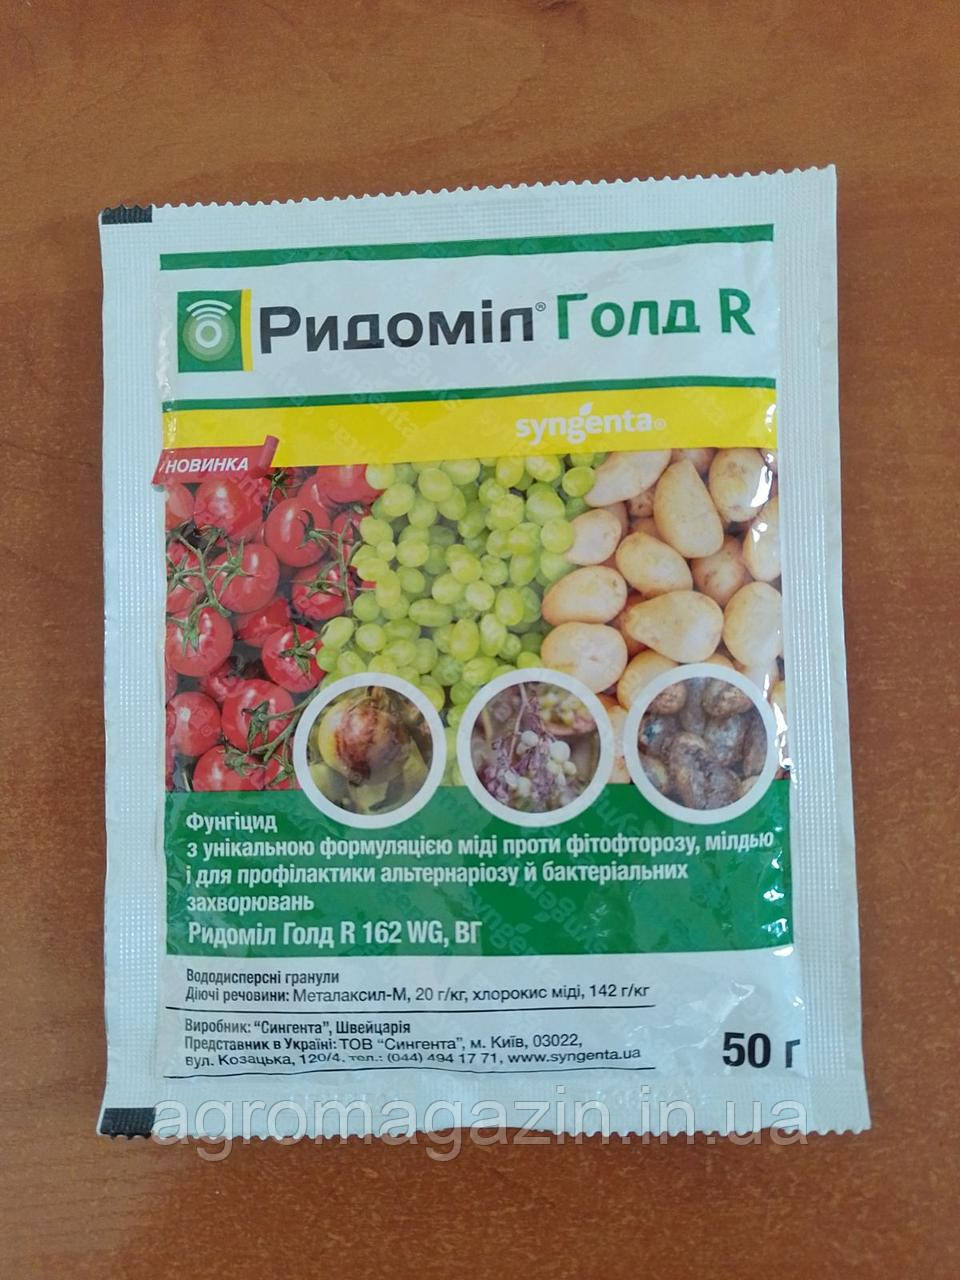 Ридоміл® Голд R
syngenta®
НОВИНКА
Фунгіцид
з унікальною формуляцією міді проти фітофторозу, мілдью
і для профілактики альтернаріозу й бактеріальних
захворювань
Ридоміл Голд R 162 WG, ВГ
Вододисперсні гранули
Діючі речовини: Металаксил-М, 20 г/кг, хлорокис міді, 142 г/кг
Виробник: "Сингента", Швейцарія
Представник в Україні: ТОВ "Сингента", м. Київ, 03022,
вул. Козацька, 120/4, тел.: (044) 494 17 71, www.syngenta.ua
50 г
agromagazin.in.ua